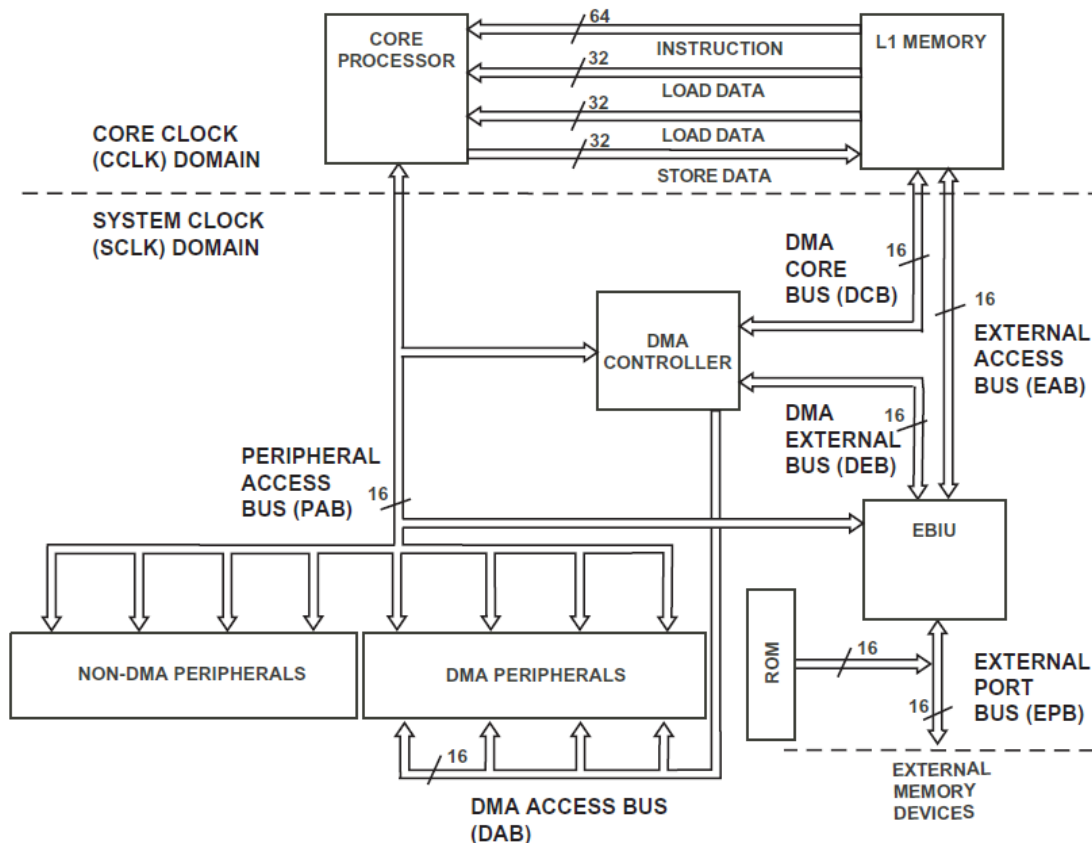 64
CORE
PROCESSOR
L1 MEMORY
INSTRUCTION
32
LOAD DATA
32
LOAD DATA
32
STORE DATA
CORE CLOCK
(CCLK) DOMAIN
SYSTEM CLOCK
(SCLK) DOMAIN
DMA
CORE
BUS (DCB)
16
16
EXTERNAL
ACCESS
BUS (EAB)
DMA
CONTROLLER
DMA
EXTERNAL
BUS (DEB)
16
PERIPHERAL
ACCESS
BUS (PAB)
16
EBIU
NON-DMA PERIPHERALS
DMA PERIPHERALS
ROM
16
EXTERNAL
PORT
BUS (EPB)
16
16
DMA ACCESS BUS
(DAB)
EXTERNAL
MEMORY
DEVICES